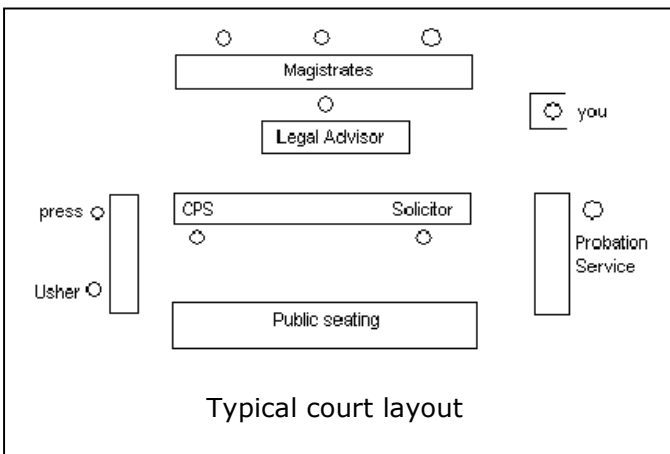 Magistrates
you
Legal Advisor
press
CPS
Solicitor
Probation
Service
Usher
Public seating
Typical court layout